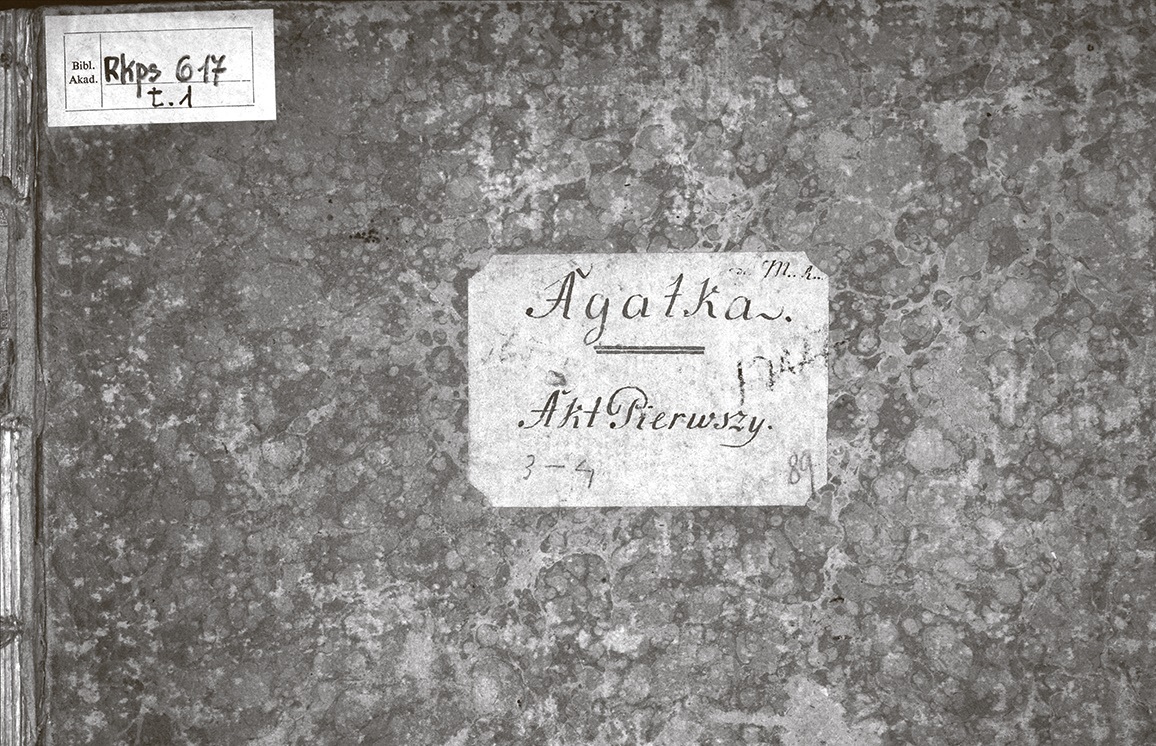 Bibl.
Akad.
Rkps 617
t. 1
M.. R..
Agatka.
Akt Pierwszy.
3 – 4
89